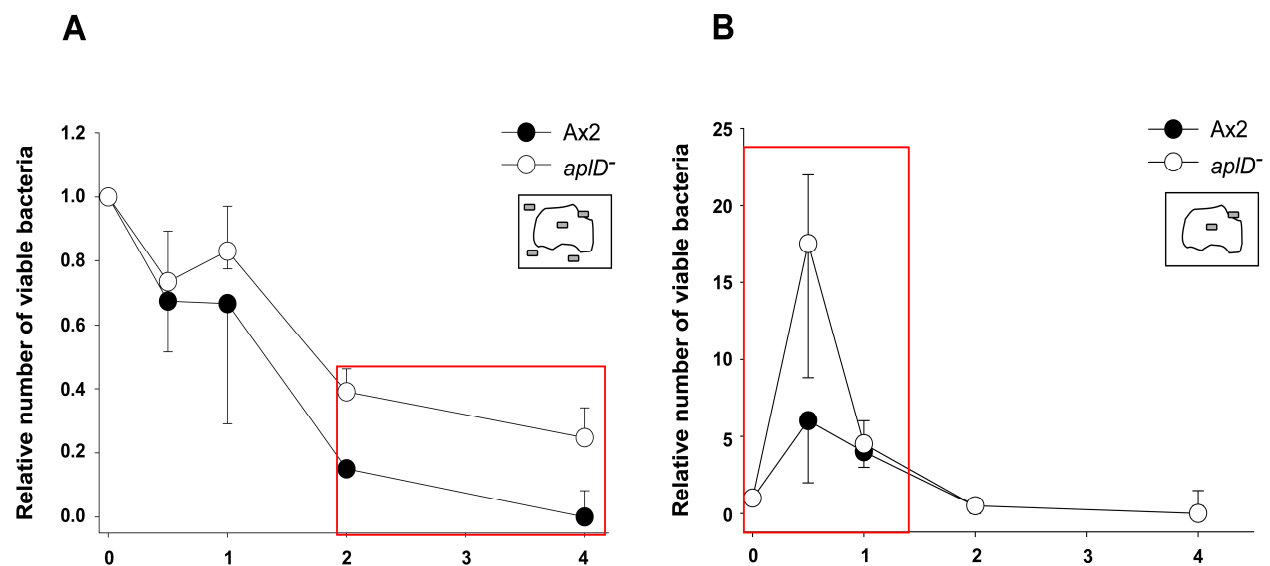 A
Relative number of viable bacteria
1.2
1.0
0.8
0.6
0.4
0.2
0.0
0 1 2 3 4
Ax2
apID-
B
Relative number of viable bacteria
25
20
15
10
5
0
0 1 2 3 4
Ax2
apID-